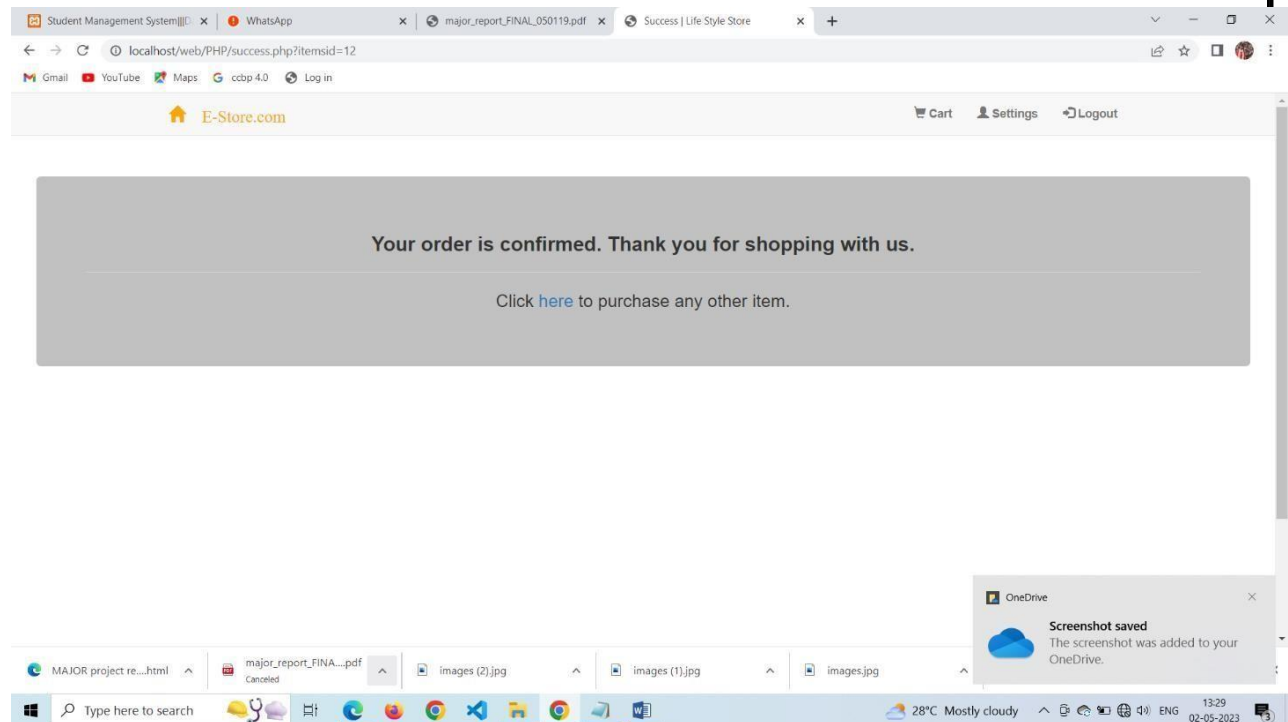 Student Management System|||D
WhatsApp
major_report_FINAL_050119.pdf
Success | Life Style Store
localhost/web/PHP/success.php?itemsid=12
Gmail YouTube Maps ccbp 4.0 Log in
E-Store.com Cart Settings Logout
Your order is confirmed. Thank you for shopping with us.
Click here to purchase any other item.
OneDrive
Screenshot saved
The screenshot was added to your
OneDrive.
MAJOR project re....html
major_report_FINA....pdf
Canceled
images (2).jpg
images (1).jpg
images.jpg
Type here to search
28°C Mostly cloudy
ENG
13:29
02-05-2023